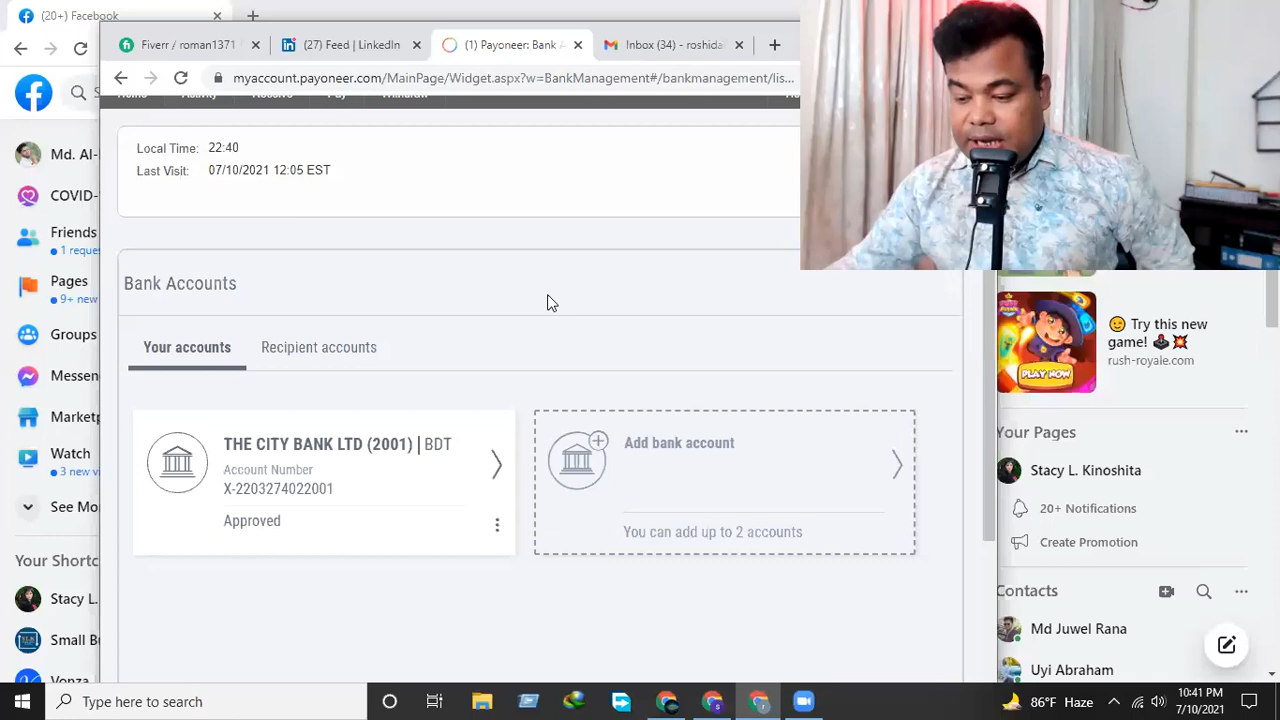 (20+) Facebook
Fiverr / roman1371
(27) Feed | LinkedIn
(1) Payoneer: Bank A
Inbox (34) - roshida
myaccount.payoneer.com/MainPage/Widget.aspx?w=BankManagement#/bankmanagement/lis...
Local Time: 22:40
Last Visit: 07/10/2021 12:05 EST
Bank Accounts
Your accounts
Recipient accounts
THE CITY BANK LTD (2001) | BDT
Account Number
X-2203274022001
Approved
Add bank account
You can add up to 2 accounts
Md. Al-
COVID-
Friends
1 reque
Pages
9+ new
Groups
Messen
Marketp
Watch
3 new v
See Mo
Your Shortc
Stacy L.
Small B
Vonza
Try this new
game!
rush-royale.com
PLAY NOW
Your Pages
Stacy L. Kinoshita
20+ Notifications
Create Promotion
Contacts
Md Juwel Rana
Uyi Abraham
Type here to search
86°F Haze
10:41 PM
7/10/2021